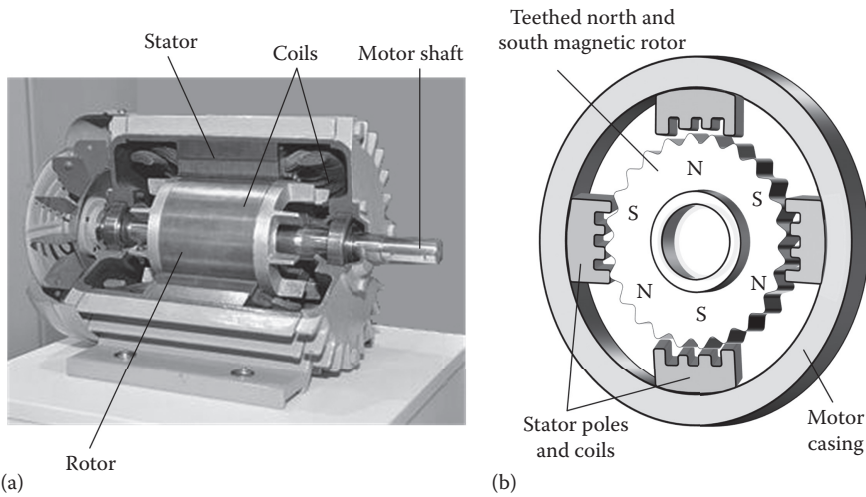 Stator
Coils
Motor shaft
Rotor
(a)
Teethed north and
south magnetic rotor
N
S
S
N
N
S
Stator poles
and coils
Motor
casing
(b)